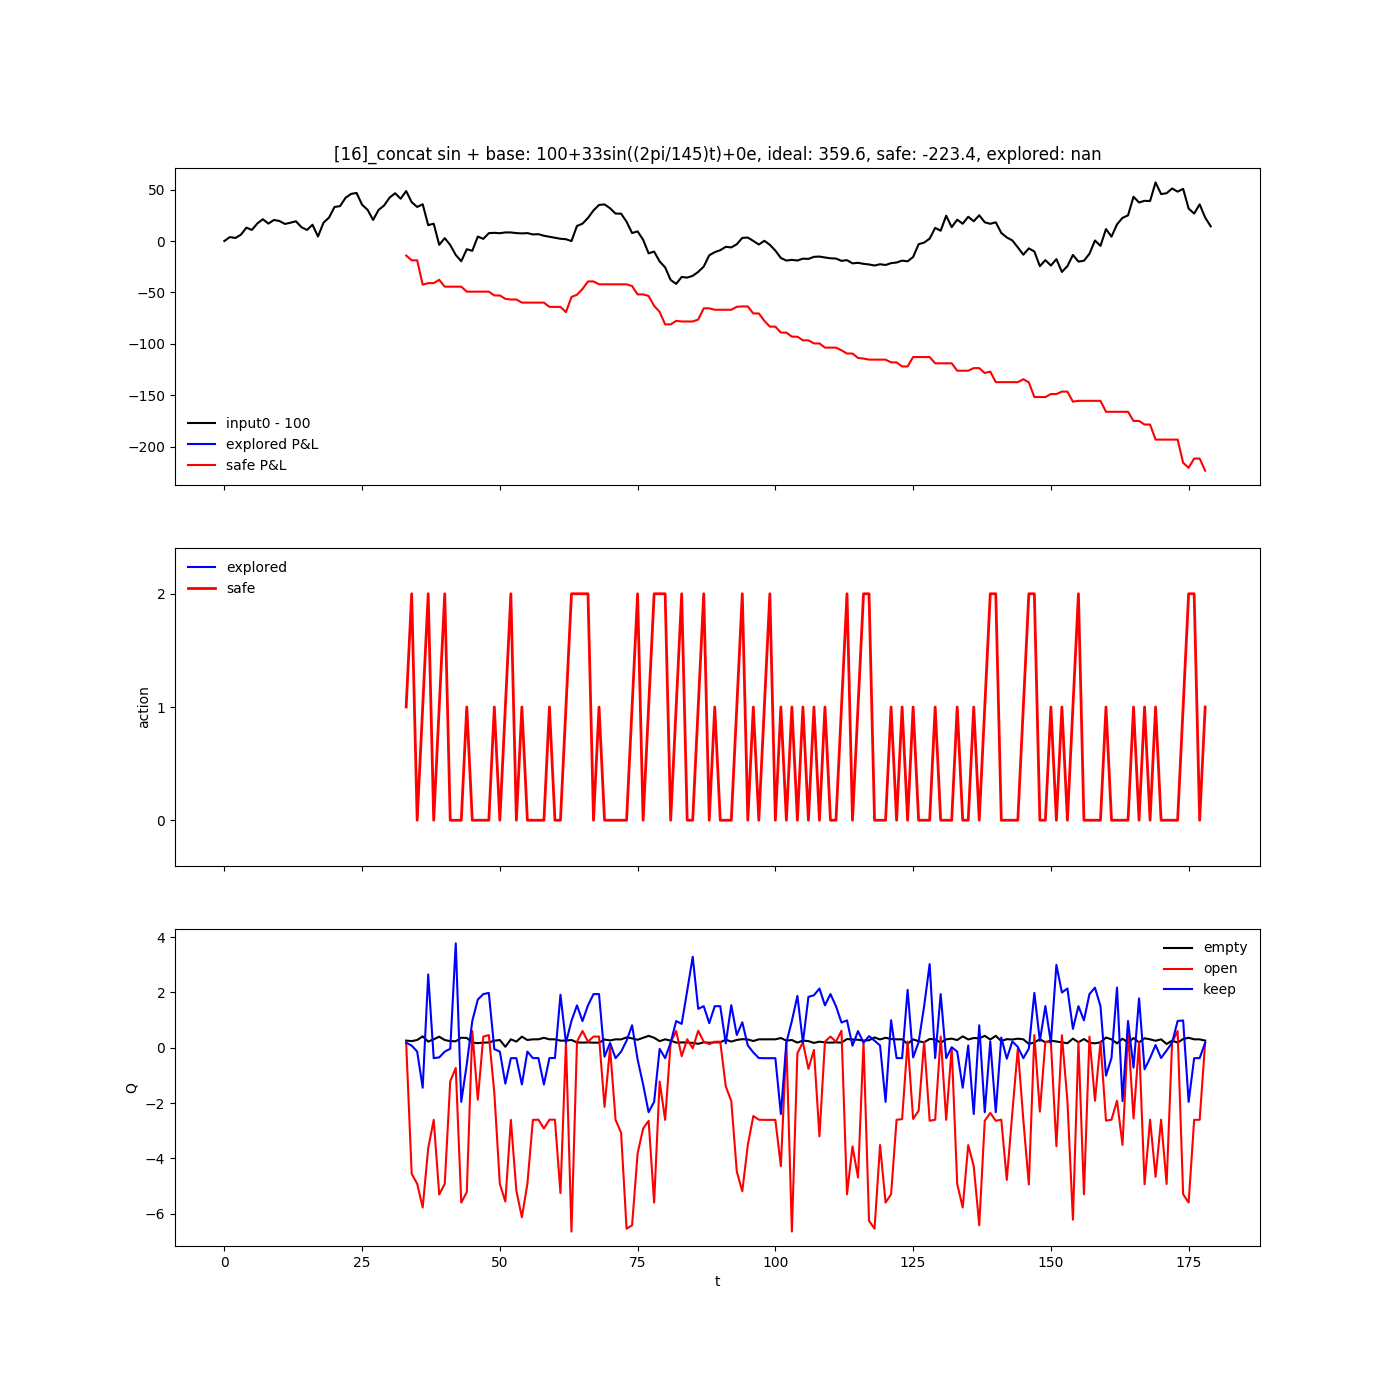 [16]_concat sin + base: 100+33sin((2pi/145)t)+0e, ideal: 359.6, safe: -223.4, explored: nan
50
0
−50
−100
−150
−200
input0 - 100
explored P&L
safe P&L
explored
safe
2
1
0
action
empty
open
keep
4
2
0
−2
−4
−6
Q
0 25 50 75 100 125 150 175
t